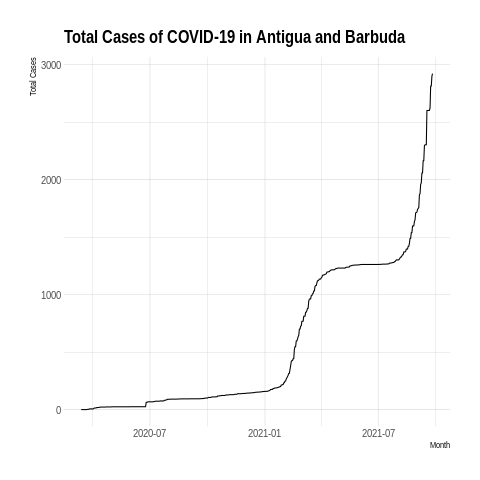 Total Cases of COVID-19 in Antigua and Barbuda
Total Cases
3000
2000
1000
0
2020-07 2021-01 2021-07
Month